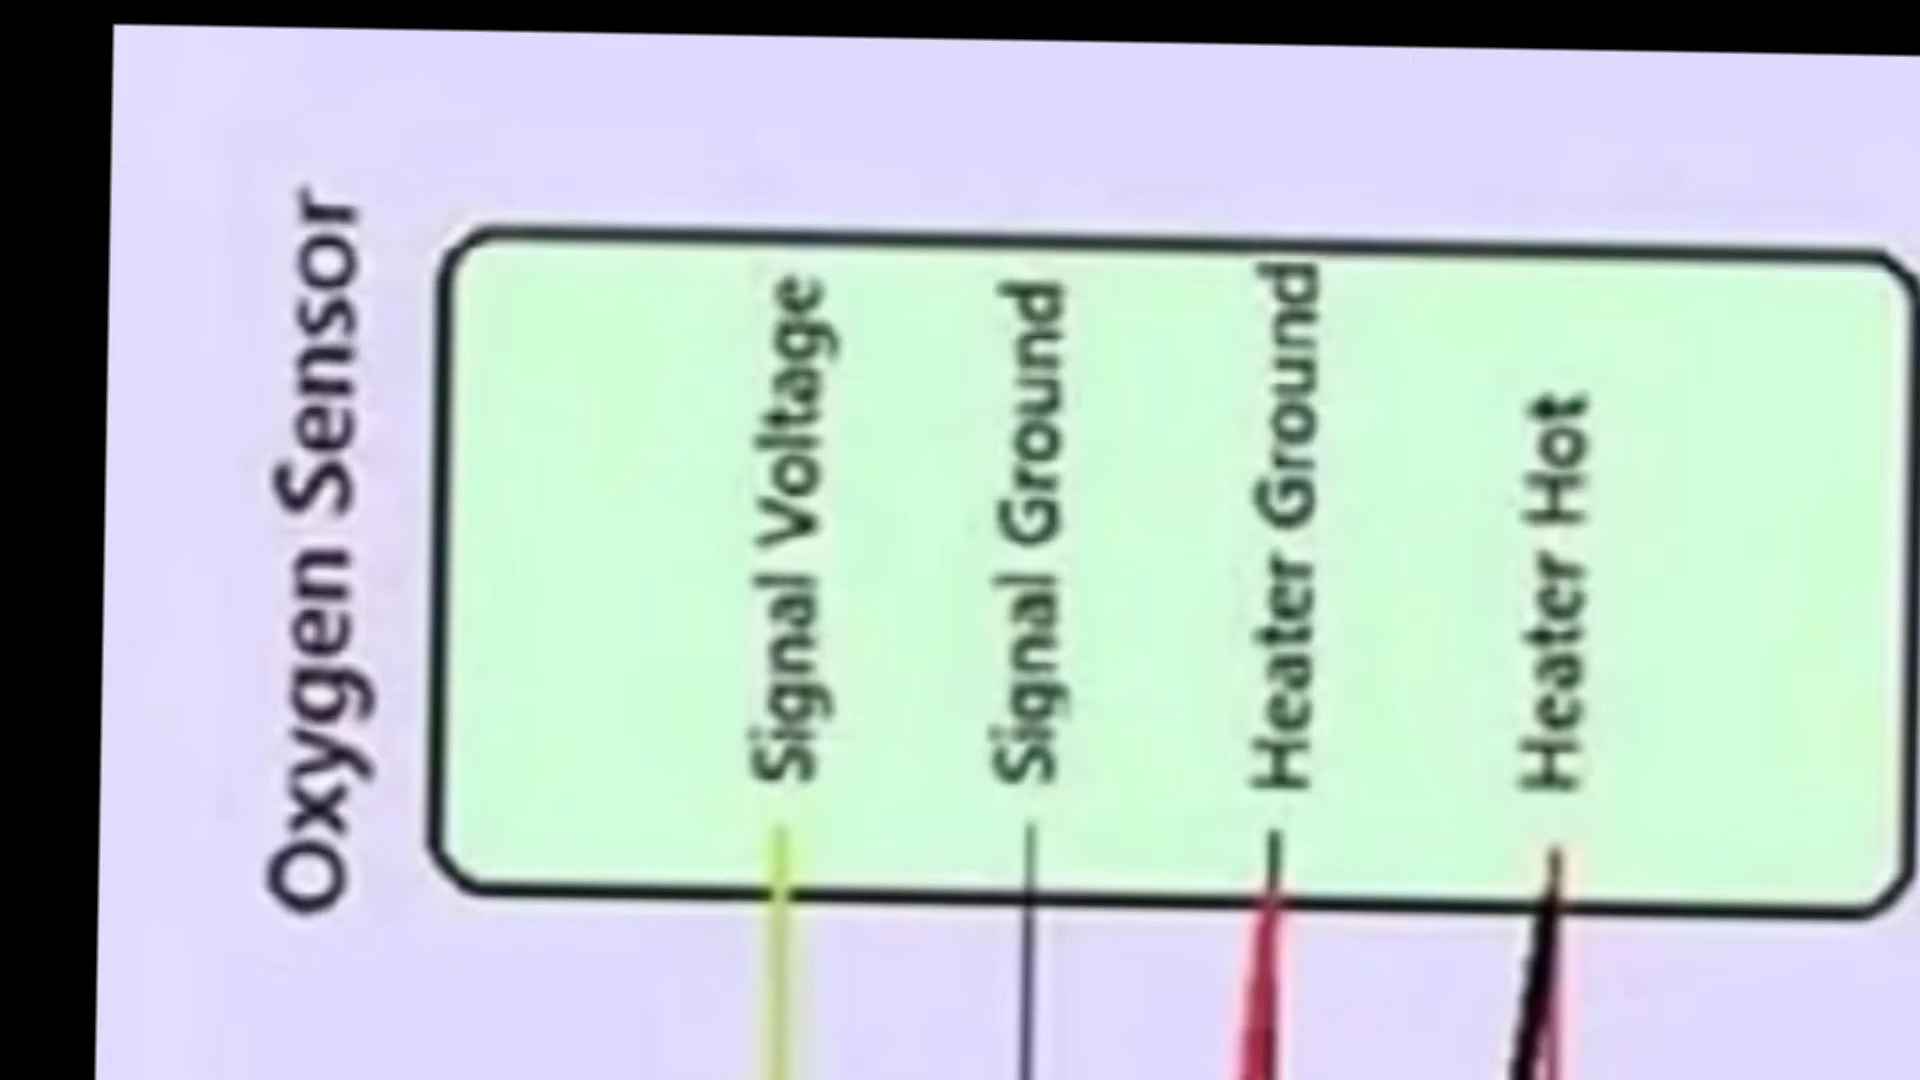 Oxygen Sensor
Signal Voltage
Signal Ground
Heater Ground
Heater Hot